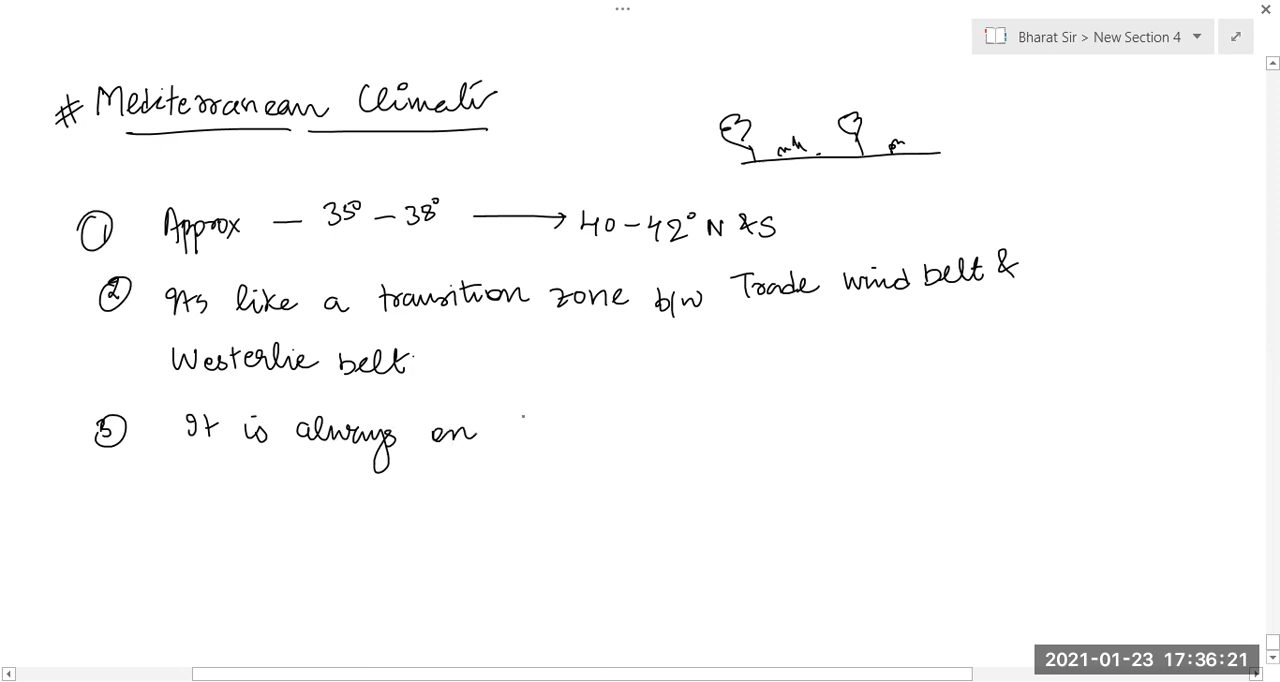 ...
Bharat Sir > New Section 4
# Mediterranean Climatic
① Approx — 35° – 38° ⟶ 40 – 42° N & S
② Its like a transition zone b/w Trade wind belt &
Westerlie belt.
③ It is always on
2021-01-23 17:36:21